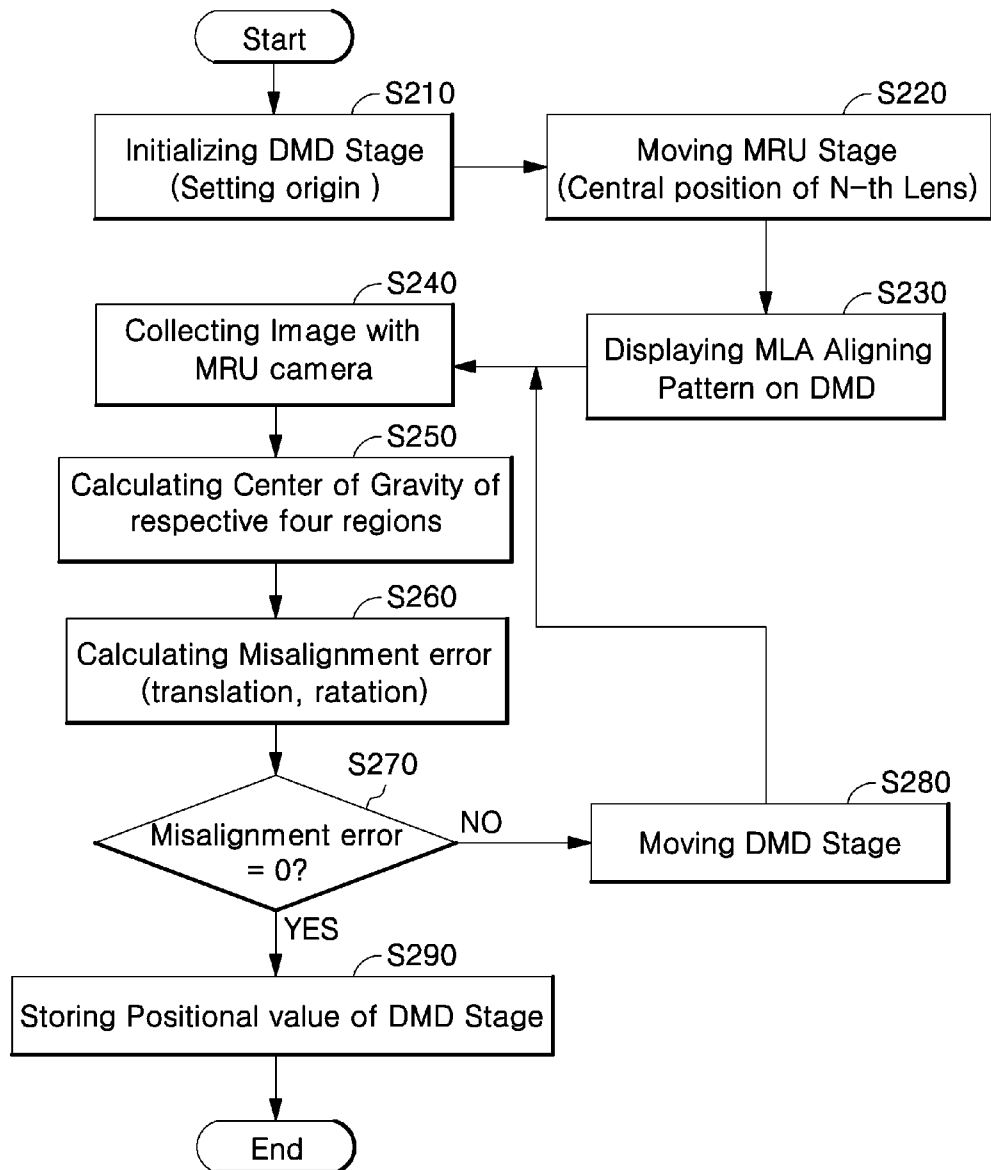 Start
S210
Initializing DMD Stage
(Setting origin )
S220
Moving MRU Stage
(Central position of N-th Lens)
S230
Displaying MLA Aligning
Pattern on DMD
S240
Collecting Image with
MRU camera
S250
Calculating Center of Gravity of
respective four regions
S260
Calculating Misalignment error
(translation, ratation)
S270
Misalignment error
= 0?
NO
S280
Moving DMD Stage
YES
S290
Storing Positional value of DMD Stage
End